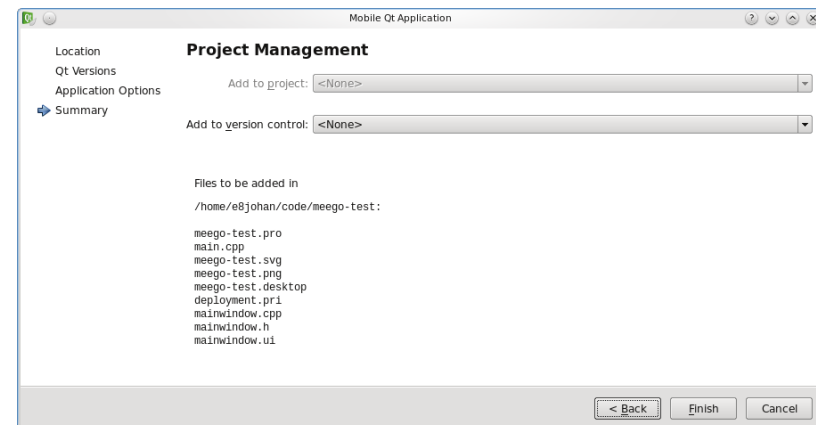 Mobile Qt Application
Location
Qt Versions
Application Options
Summary
Project Management
Add to project: <None>
Add to version control: <None>
Files to be added in
/home/e8johan/code/meego-test:
meego-test.pro
main.cpp
meego-test.svg
meego-test.png
meego-test.desktop
deployment.pri
mainwindow.cpp
mainwindow.h
mainwindow.ui
< Back
Finish
Cancel